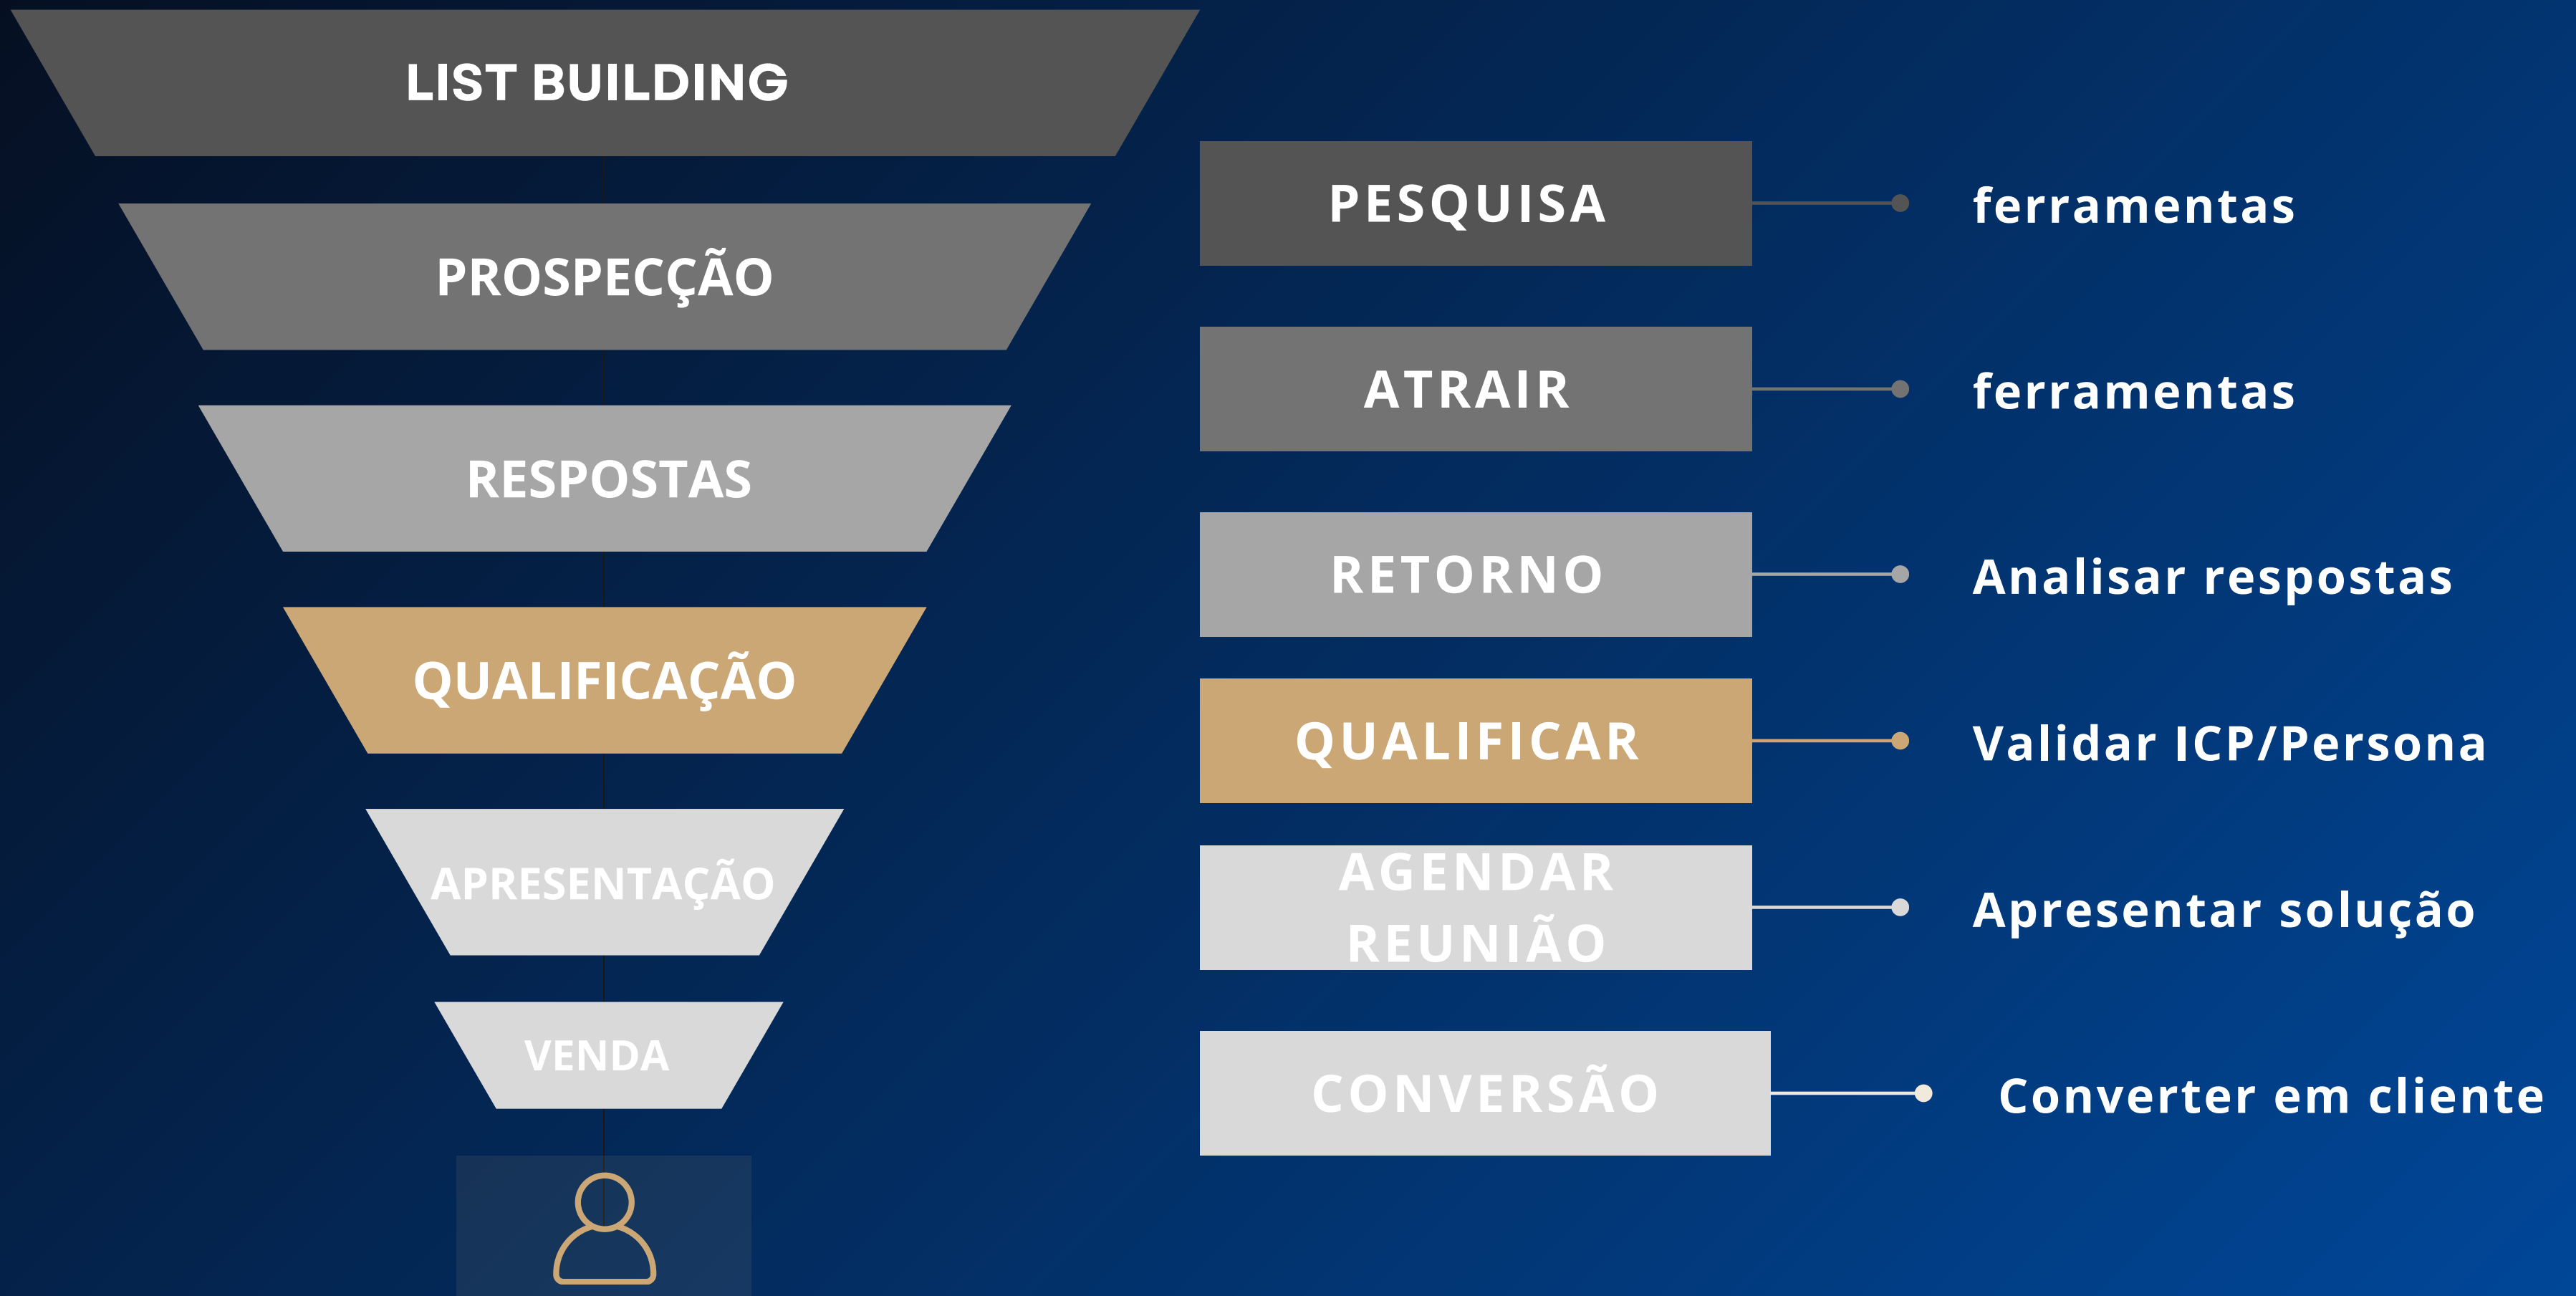 LIST BUILDING
PROSPECÇÃO
RESPOSTAS
QUALIFICAÇÃO
APRESENTAÇÃO
VENDA
PESQUISA
ferramentas
ATRAIR
ferramentas
RETORNO
Analisar respostas
QUALIFICAR
Validar ICP/Persona
AGENDAR
REUNIÃO
Apresentar solução
CONVERSÃO
Converter em cliente